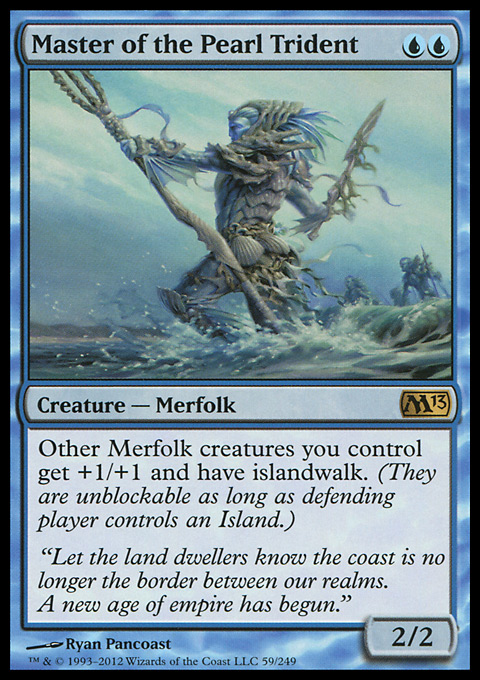 Master of the Pearl Trident
Creature — Merfolk
M13
Other Merfolk creatures you control
get +1/+1 and have islandwalk. (They
are unblockable as long as defending
player controls an Island.)
“Let the land dwellers know the coast is no
longer the border between our realms.
A new age of empire has begun.”
2/2
Ryan Pancoast
™ & © 1993–2012 Wizards of the Coast LLC 59/249